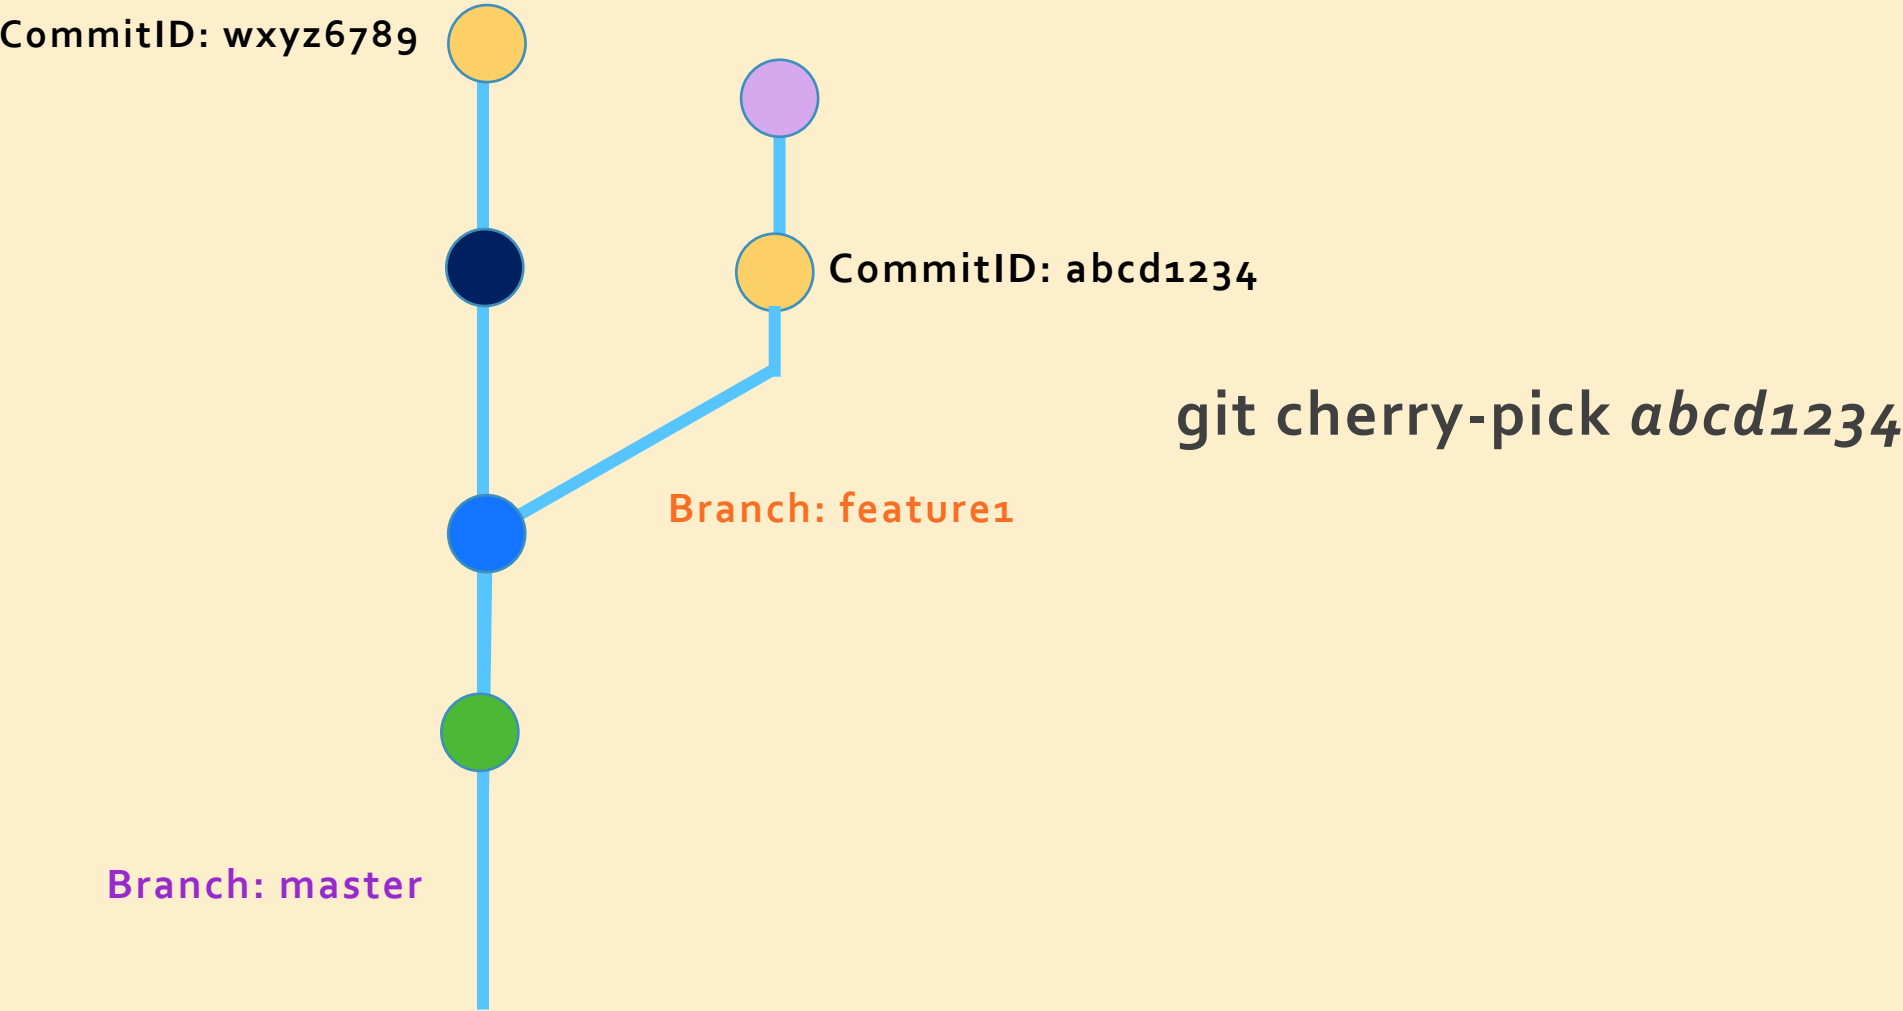 CommitID: wxyz6789
CommitID: abcd1234
git cherry-pick abcd1234
Branch: feature1
Branch: master